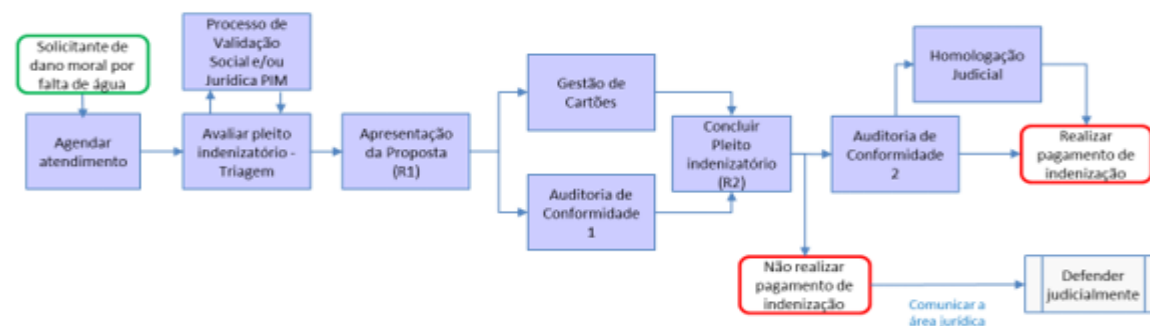 Solicitante de
dano moral por
falta de água
Processo de
Validação
Social e/ou
Jurídica PIM
Agendar
atendimento
Avaliar pleito
indenizatório -
Triagem
Apresentação
da Proposta
(R1)
Gestão de
Cartões
Auditoria de
Conformidade
1
Concluir
Pleito
indenizatório
(R2)
Auditoria de
Conformidade
2
Homologação
Judicial
Realizar
pagamento de
indenização
Não realizar
pagamento de
indenização
Comunicar a
área jurídica
Defender
judicialmente